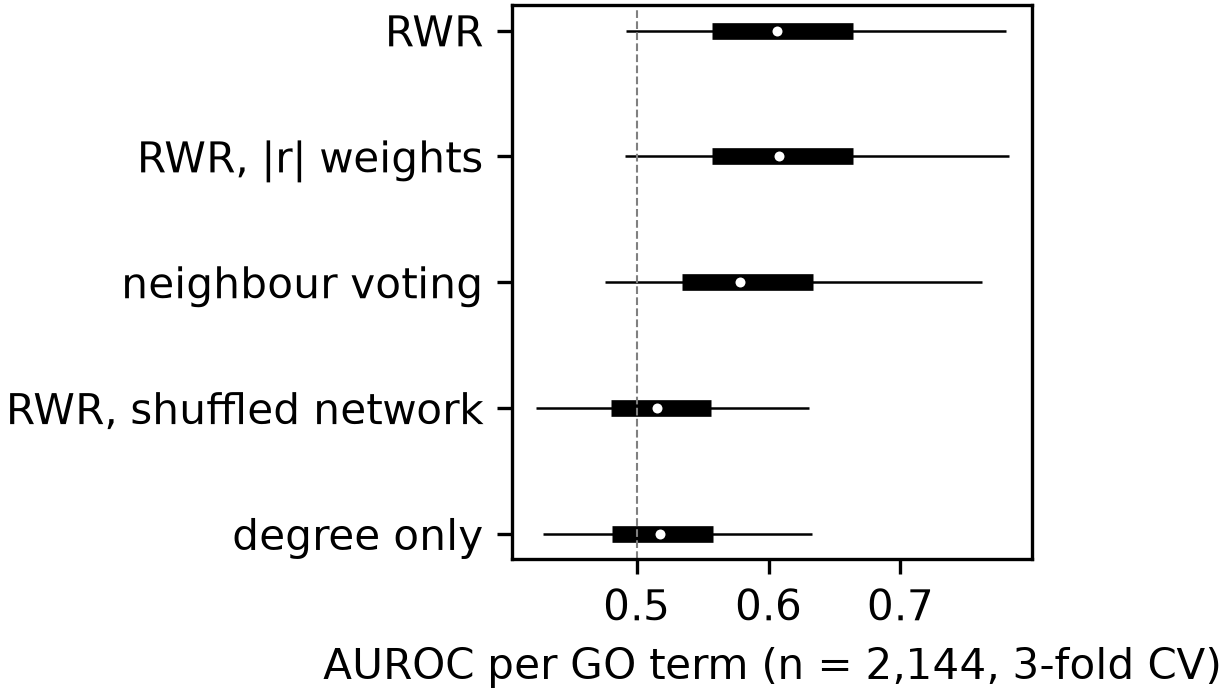 RWR
RWR, |r| weights
neighbour voting
RWR, shuffled network
degree only
0.5 0.6 0.7
AUROC per GO term (n = 2,144, 3-fold CV)